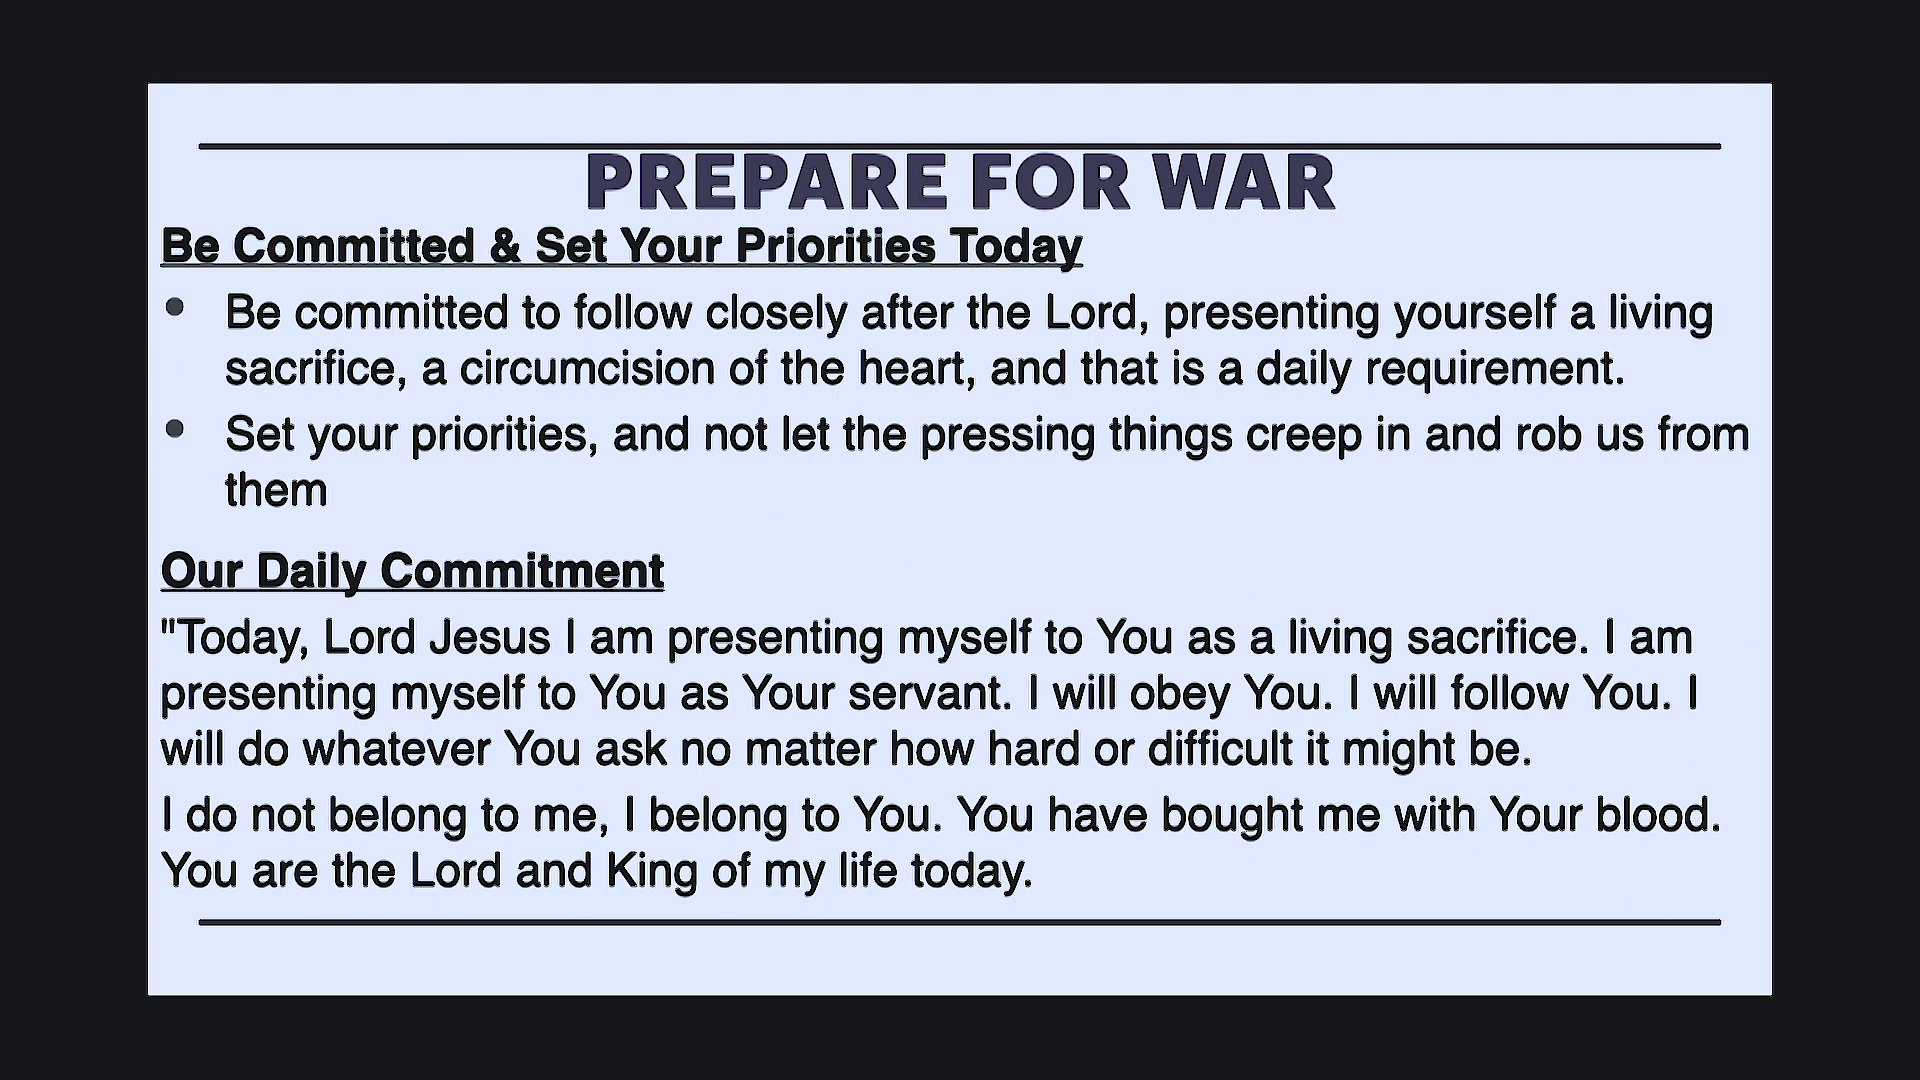 PREPARE FOR WAR
Be Committed & Set Your Priorities Today
• Be committed to follow closely after the Lord, presenting yourself a living
sacrifice, a circumcision of the heart, and that is a daily requirement.
• Set your priorities, and not let the pressing things creep in and rob us from
them
Our Daily Commitment
"Today, Lord Jesus I am presenting myself to You as a living sacrifice. I am
presenting myself to You as Your servant. I will obey You. I will follow You. I
will do whatever You ask no matter how hard or difficult it might be.
I do not belong to me, I belong to You. You have bought me with Your blood.
You are the Lord and King of my life today.